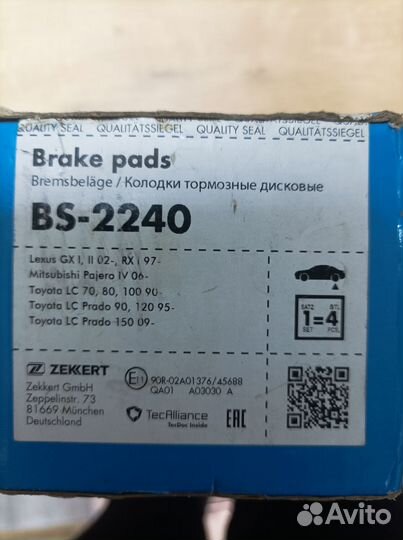 QUALITY SEAL QUALITÄTSSIEGEL QUALITY SEAL QUALITÄTSSIEGEL
Brake pads
Bremsbeläge / Колодки тормозные дисковые
BS-2240
Lexus GX I, II 02-, RX I 97-
Mitsubishi Pajero IV 06-
Toyota LC 70, 80, 100 90-
Toyota LC Prado 90, 120 95-
Toyota LC Prado 150 09-
SATZ STL
1=4
SET PCS.
ZEKKERT
Zekkert GmbH
Zeppelinstr. 73
81669 München
Deutschland
E11 90R-02A01376/45688
QA01 A03030 A
TecAlliance
TecDoc Inside
EAC
Avito